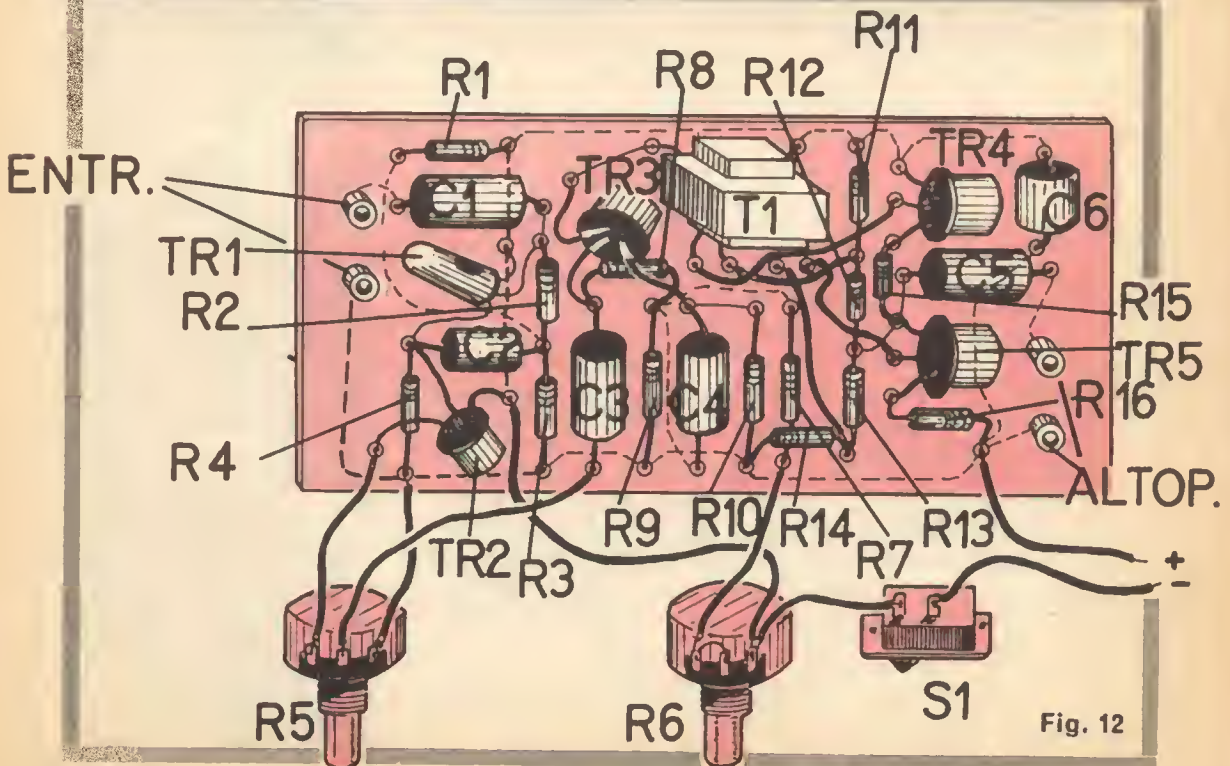 R11
R1
R8
R12
ENTR.
TR3
TR4
C1
T1
C6
TR1
R2
R15
C2
TR5
C3
C4
R16
R4
ALTOP.
TR2
R3
R9
R10
R14
R7
R13
+
-
R5
R6
S1
Fig. 12